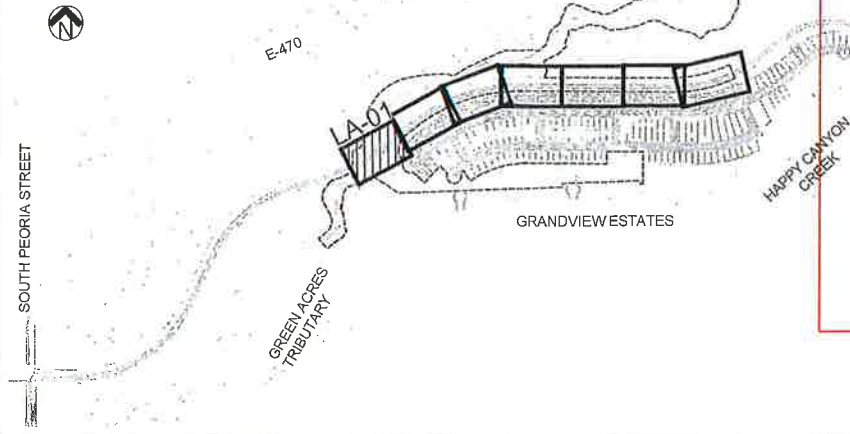 N
E-470
LA-01
SOUTH PEORIA STREET
HAPPY CANYON
CREEK
GRANDVIEW ESTATES
GREEN ACRES
TRIBUTARY